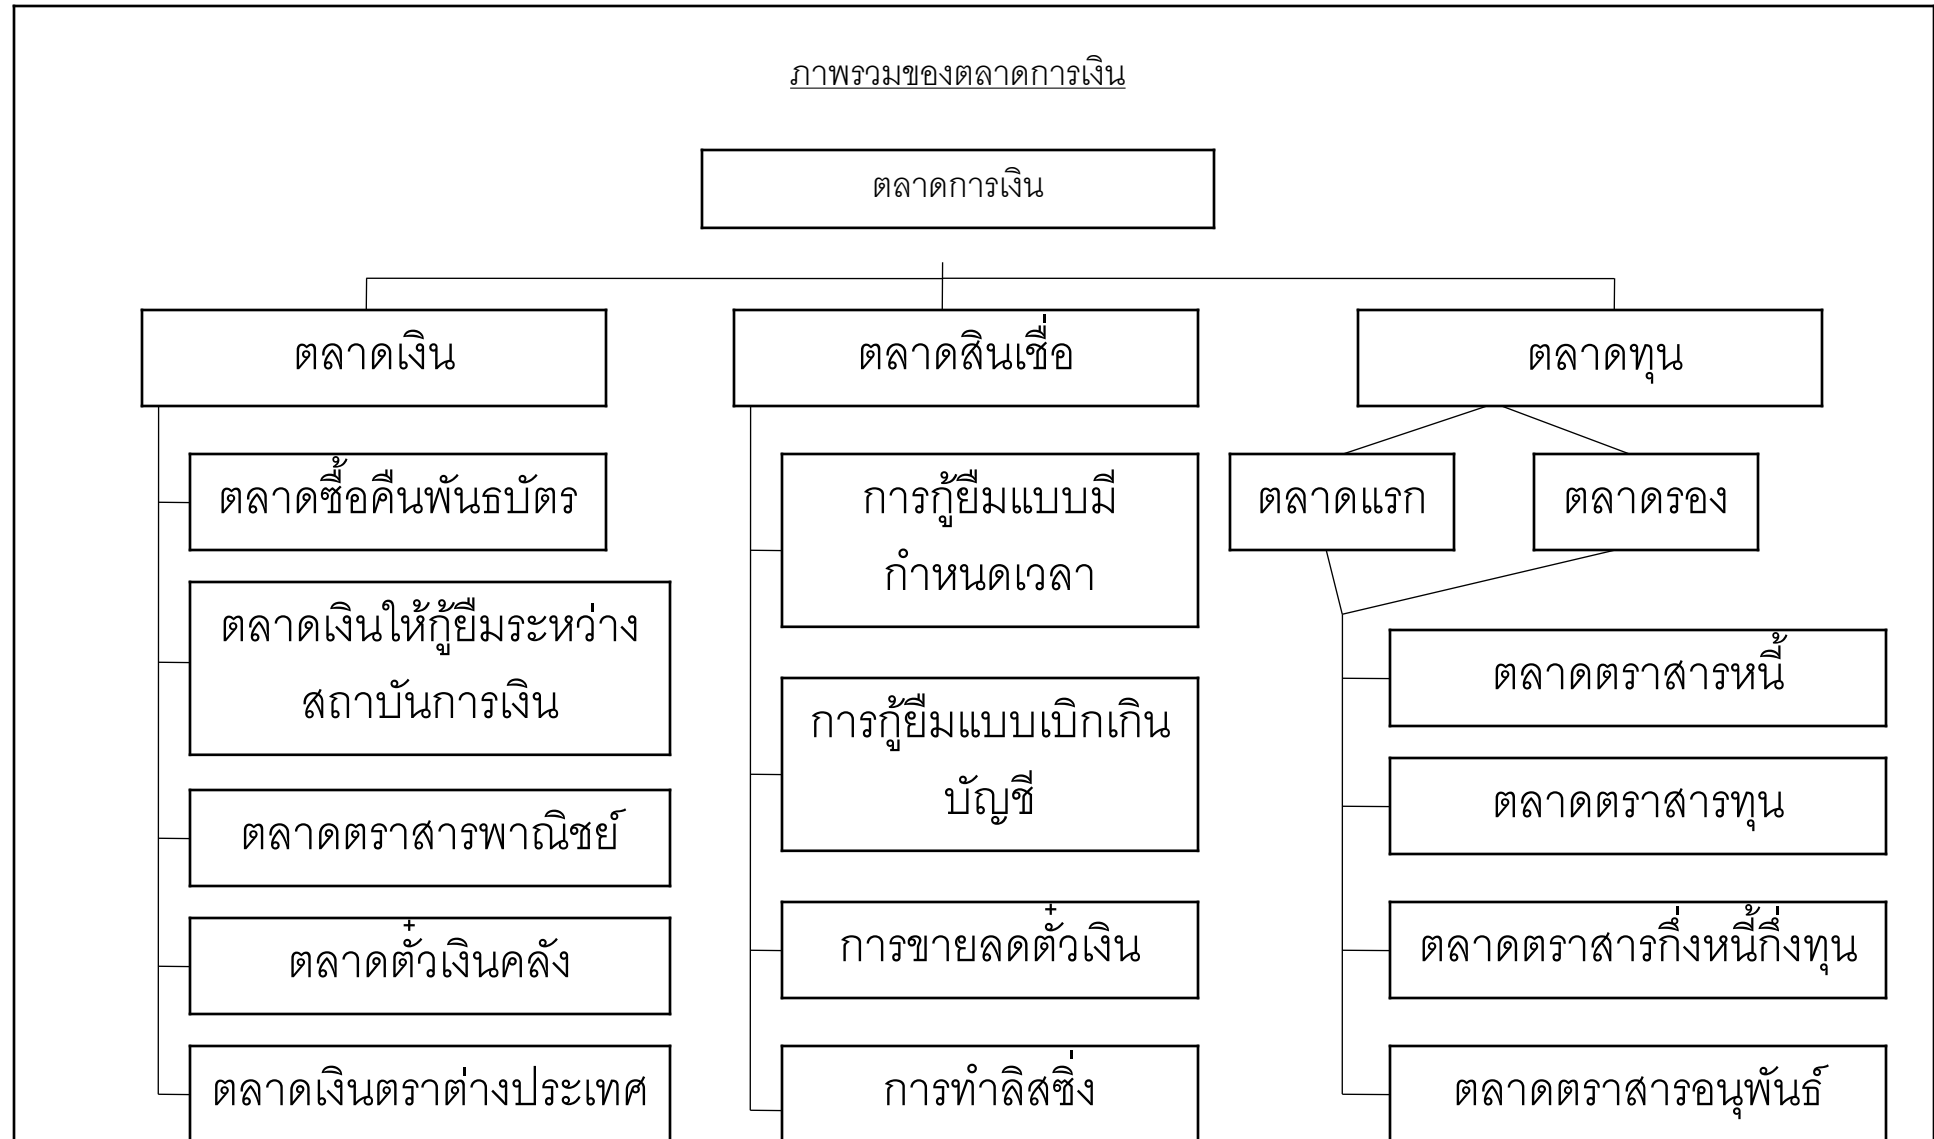 ภาพรวมของตลาดการเงิน
ตลาดการเงิน
ตลาดเงิน
ตลาดซื้อคืนพันธบัตร
ตลาดเงินให้กู้ยืมระหว่าง
สถาบันการเงิน
ตลาดตราสารพาณิชย์
ตลาดตั๋วเงินคลัง
ตลาดเงินตราต่างประเทศ
ตลาดสินเชื่อ
การกู้ยืมแบบมี
กำหนดเวลา
การกู้ยืมแบบเบิกเกิน
บัญชี
การขายลดตั๋วเงิน
การทำลิสซิ่ง
ตลาดทุน
ตลาดแรก
ตลาดรอง
ตลาดตราสารหนี้
ตลาดตราสารทุน
ตลาดตราสารกึ่งหนี้กึ่งทุน
ตลาดตราสารอนุพันธ์